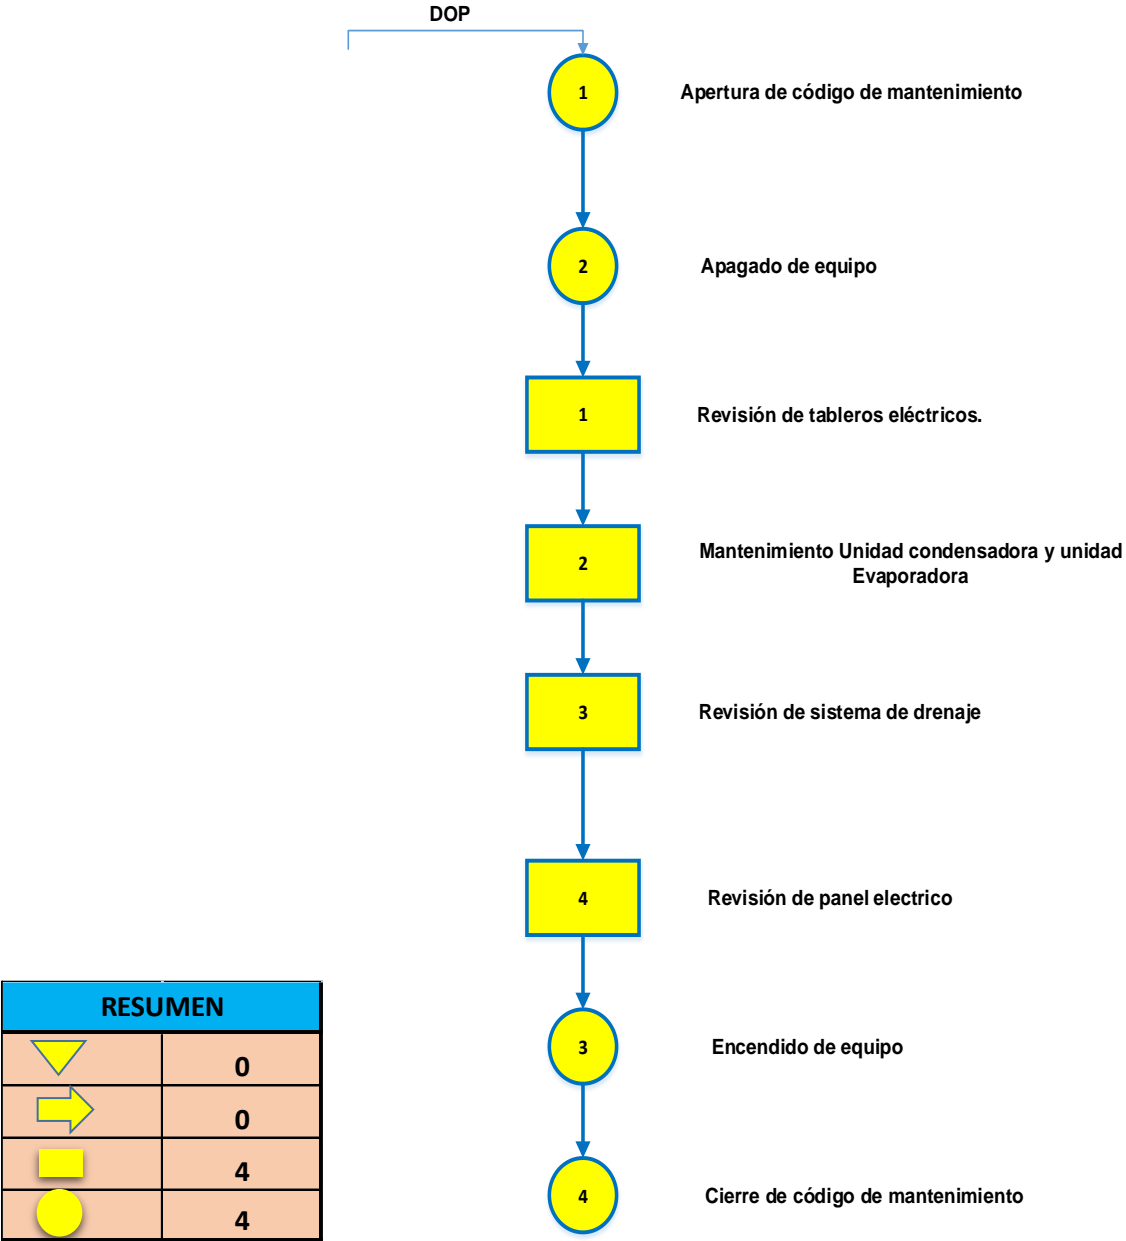 DOP
1
Apertura de código de mantenimiento
2
Apagado de equipo
1
Revisión de tableros eléctricos.
2
Mantenimiento Unidad condensadora y unidad
Evaporadora
3
Revisión de sistema de drenaje
4
Revisión de panel electrico
3
Encendido de equipo
4
Cierre de código de mantenimiento
RESUMEN
0
0
4
4